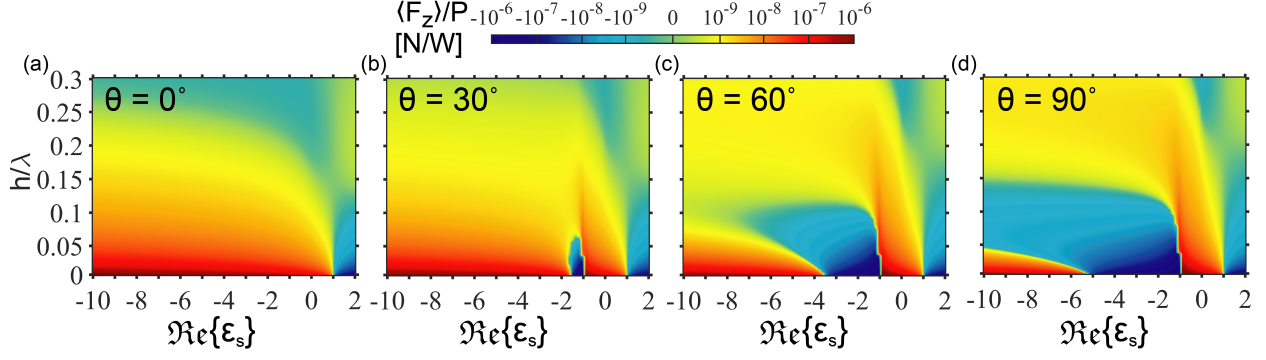 ⟨F_z⟩/P -10⁻⁶ -10⁻⁷ -10⁻⁸ -10⁻⁹ 0 10⁻⁹ 10⁻⁸ 10⁻⁷ 10⁻⁶
[N/W]
(a) (b) (c) (d)
θ = 0° θ = 30° θ = 60° θ = 90°
h/λ
0.3
0.25
0.2
0.15
0.1
0.05
0
-10 -8 -6 -4 -2 0 2 -10 -8 -6 -4 -2 0 2 -10 -8 -6 -4 -2 0 2 -10 -8 -6 -4 -2 0 2
ℜe{ε_s} ℜe{ε_s} ℜe{ε_s} ℜe{ε_s}